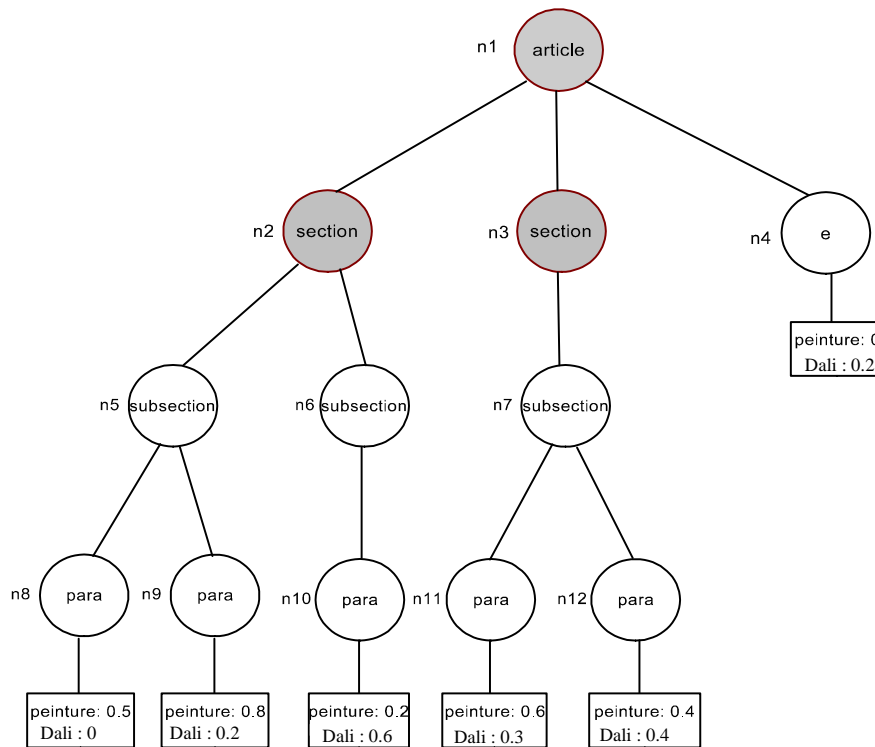 n1 article
n2 section
n3 section
n4 e
peinture: 0
Dali : 0.2
n5 subsection
n6 subsection
n7 subsection
n8 para
n9 para
n10 para
n11 para
n12 para
peinture: 0.5
Dali : 0
peinture: 0.8
Dali : 0.2
peinture: 0.2
Dali : 0.6
peinture: 0.6
Dali : 0.3
peinture: 0.4
Dali : 0.4